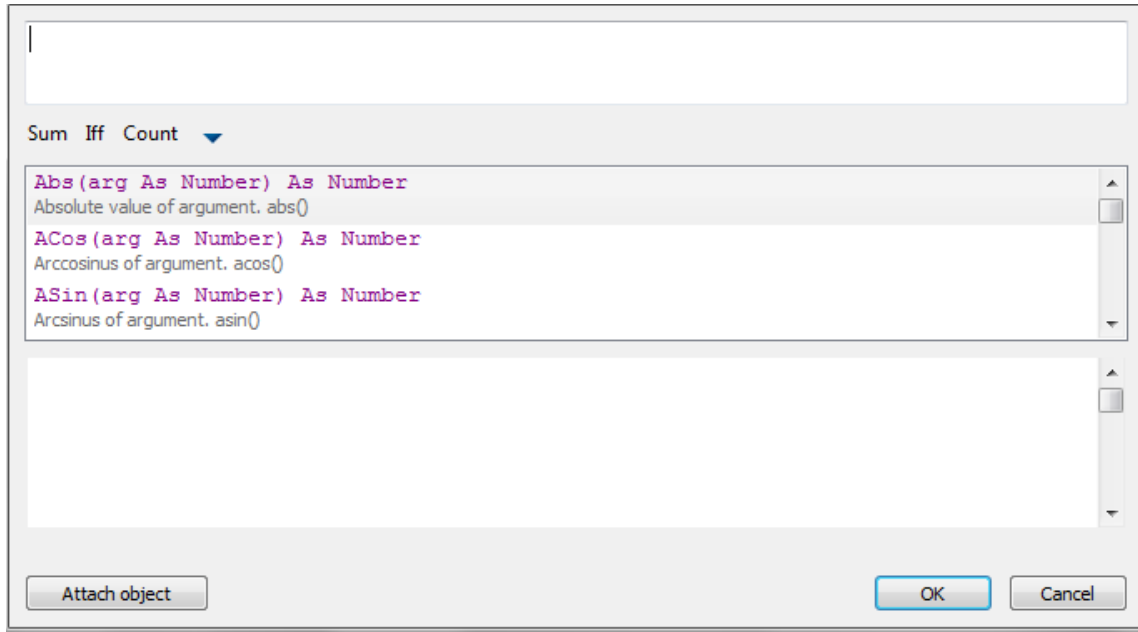 Sum Iff Count
Abs(arg As Number) As Number
Absolute value of argument. abs()
ACos(arg As Number) As Number
Arccosinus of argument. acos()
ASin(arg As Number) As Number
Arcsinus of argument. asin()
Attach object OK Cancel